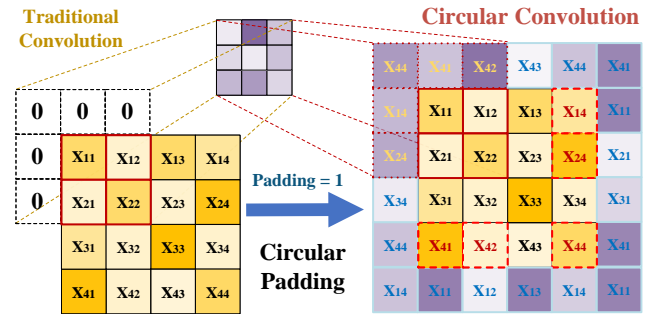 Traditional
Convolution
Circular Convolution
0 0 0
0
0
X11 X12 X13 X14
X21 X22 X23 X24
X31 X32 X33 X34
X41 X42 X43 X44
Padding = 1
Circular
Padding
X44 X41 X42 X43 X44 X41
X14 X11 X12 X13 X14 X11
X24 X21 X22 X23 X24 X21
X34 X31 X32 X33 X34 X31
X44 X41 X42 X43 X44 X41
X14 X11 X12 X13 X14 X11